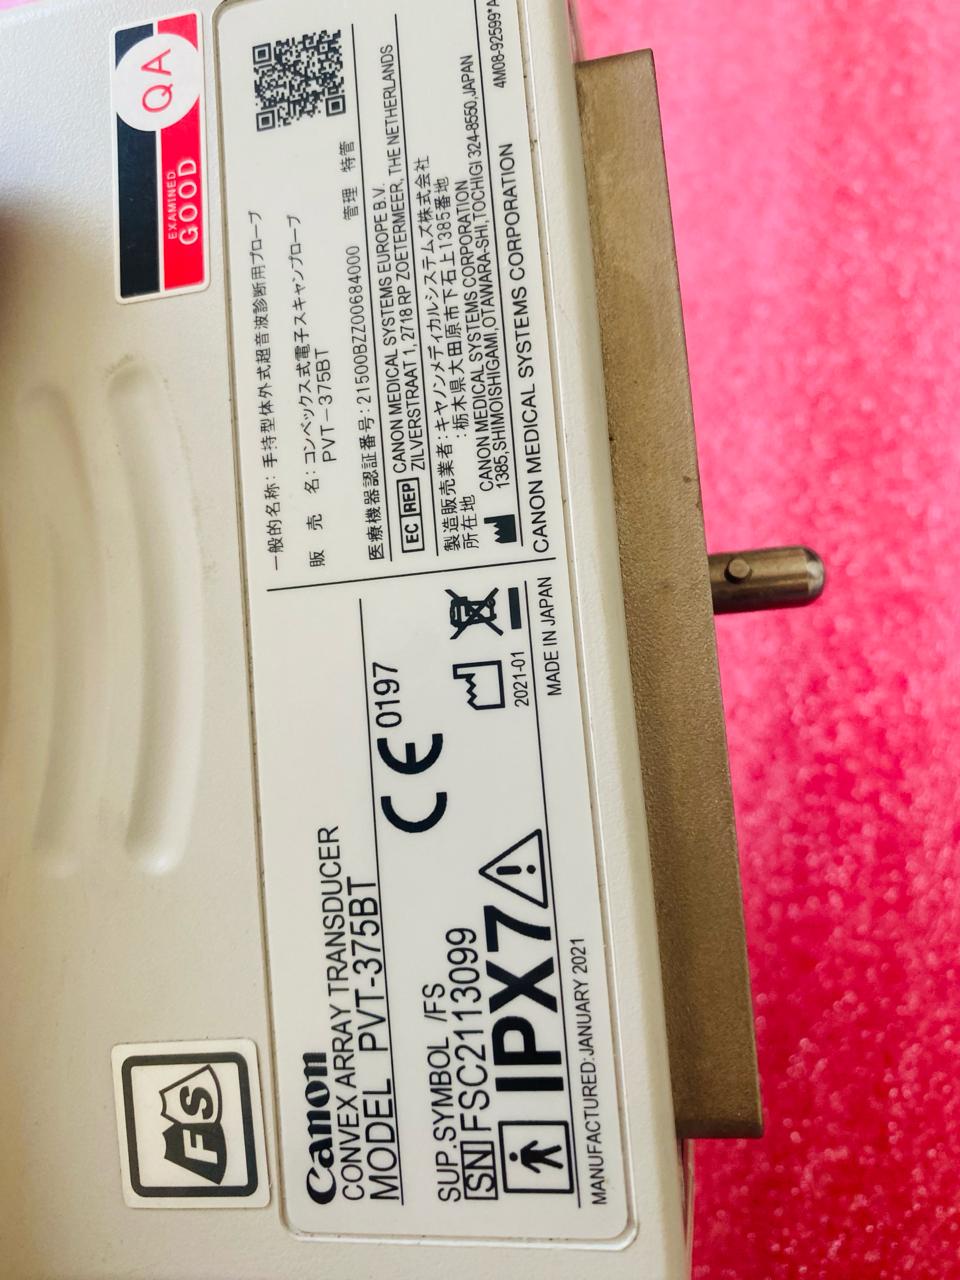 Canon
CONVEX ARRAY TRANSDUCER
MODEL PVT-375BT
CE 0197
SUP.SYMBOL /FS
SN FSC2113099
IPX7
2021-01
MANUFACTURED:JANUARY 2021
MADE IN JAPAN
一般的名称:手持型体外式超音波診断用プローブ
販 売 名:コンベックス式電子スキャンプローブ
PVT-375BT
医療機器認証番号:21500BZZ00684000 管理 特管
EC REP CANON MEDICAL SYSTEMS EUROPE B.V.
ZILVERSTRAAT 1, 2718 RP ZOETERMEER, THE NETHERLANDS
製造販売業者:キヤノンメディカルシステムズ株式会社
所在地 :栃木県大田原市下石上1385番地
CANON MEDICAL SYSTEMS CORPORATION
1385,SHIMOISHIGAMI,OTAWARA-SHI,TOCHIGI 324-8550,JAPAN
CANON MEDICAL SYSTEMS CORPORATION
4M08-92599*A
FS
QA
EXAMINED
GOOD